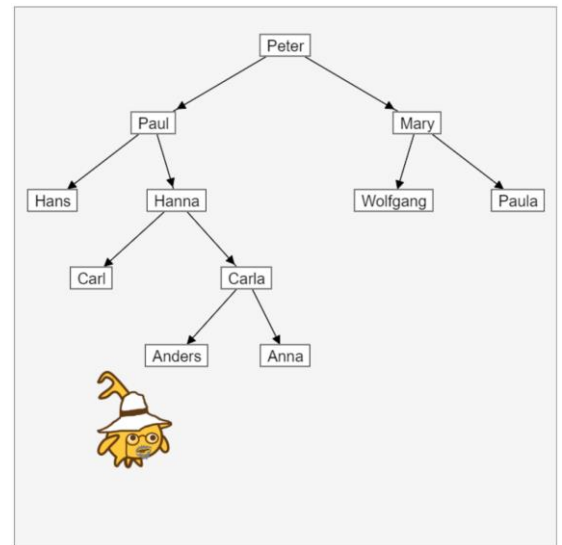 Peter
Paul Mary
Hans Hanna Wolfgang Paula
Carl Carla
Anders Anna